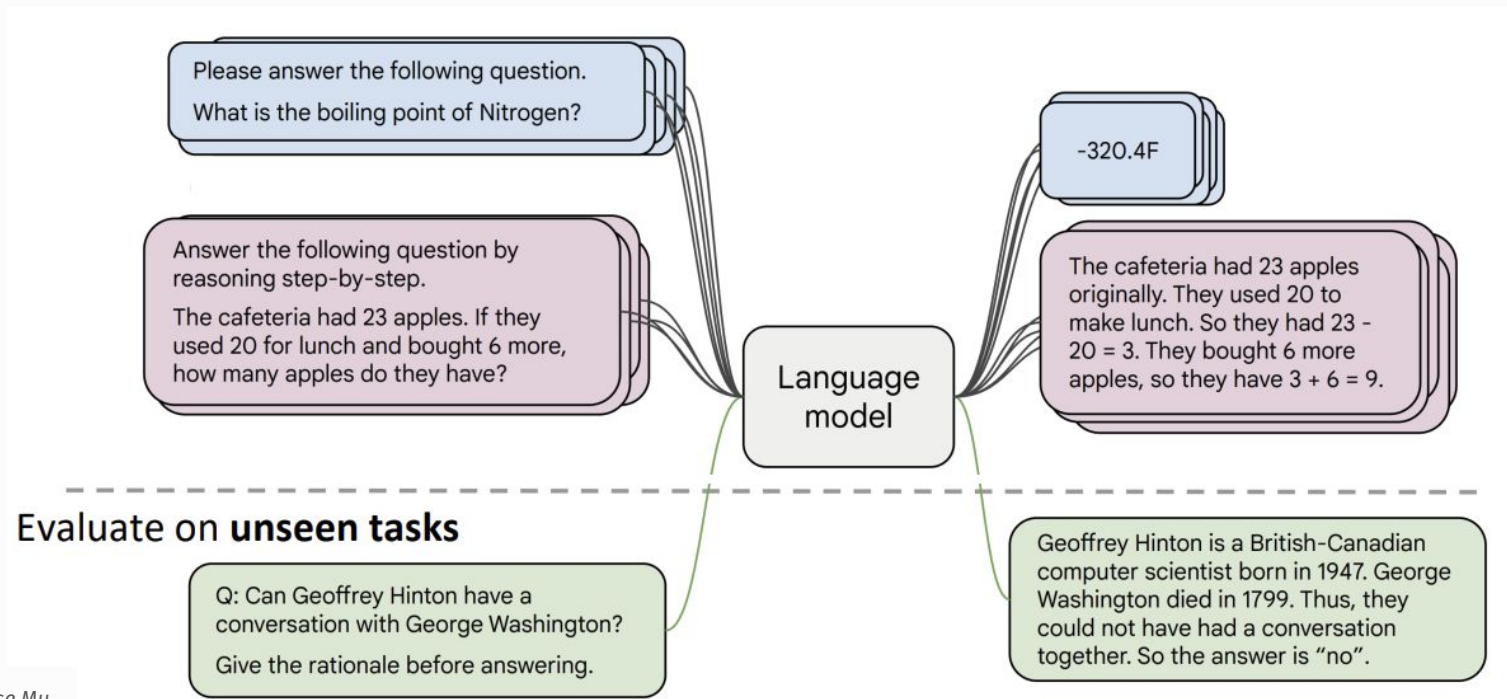 Please answer the following question.
What is the boiling point of Nitrogen?
-320.4F
Answer the following question by
reasoning step-by-step.
The cafeteria had 23 apples. If they
used 20 for lunch and bought 6 more,
how many apples do they have?
Language
model
The cafeteria had 23 apples
originally. They used 20 to
make lunch. So they had 23 -
20 = 3. They bought 6 more
apples, so they have 3 + 6 = 9.
Evaluate on unseen tasks
Q: Can Geoffrey Hinton have a
conversation with George Washington?
Give the rationale before answering.
Geoffrey Hinton is a British-Canadian
computer scientist born in 1947. George
Washington died in 1799. Thus, they
could not have had a conversation
together. So the answer is “no”.